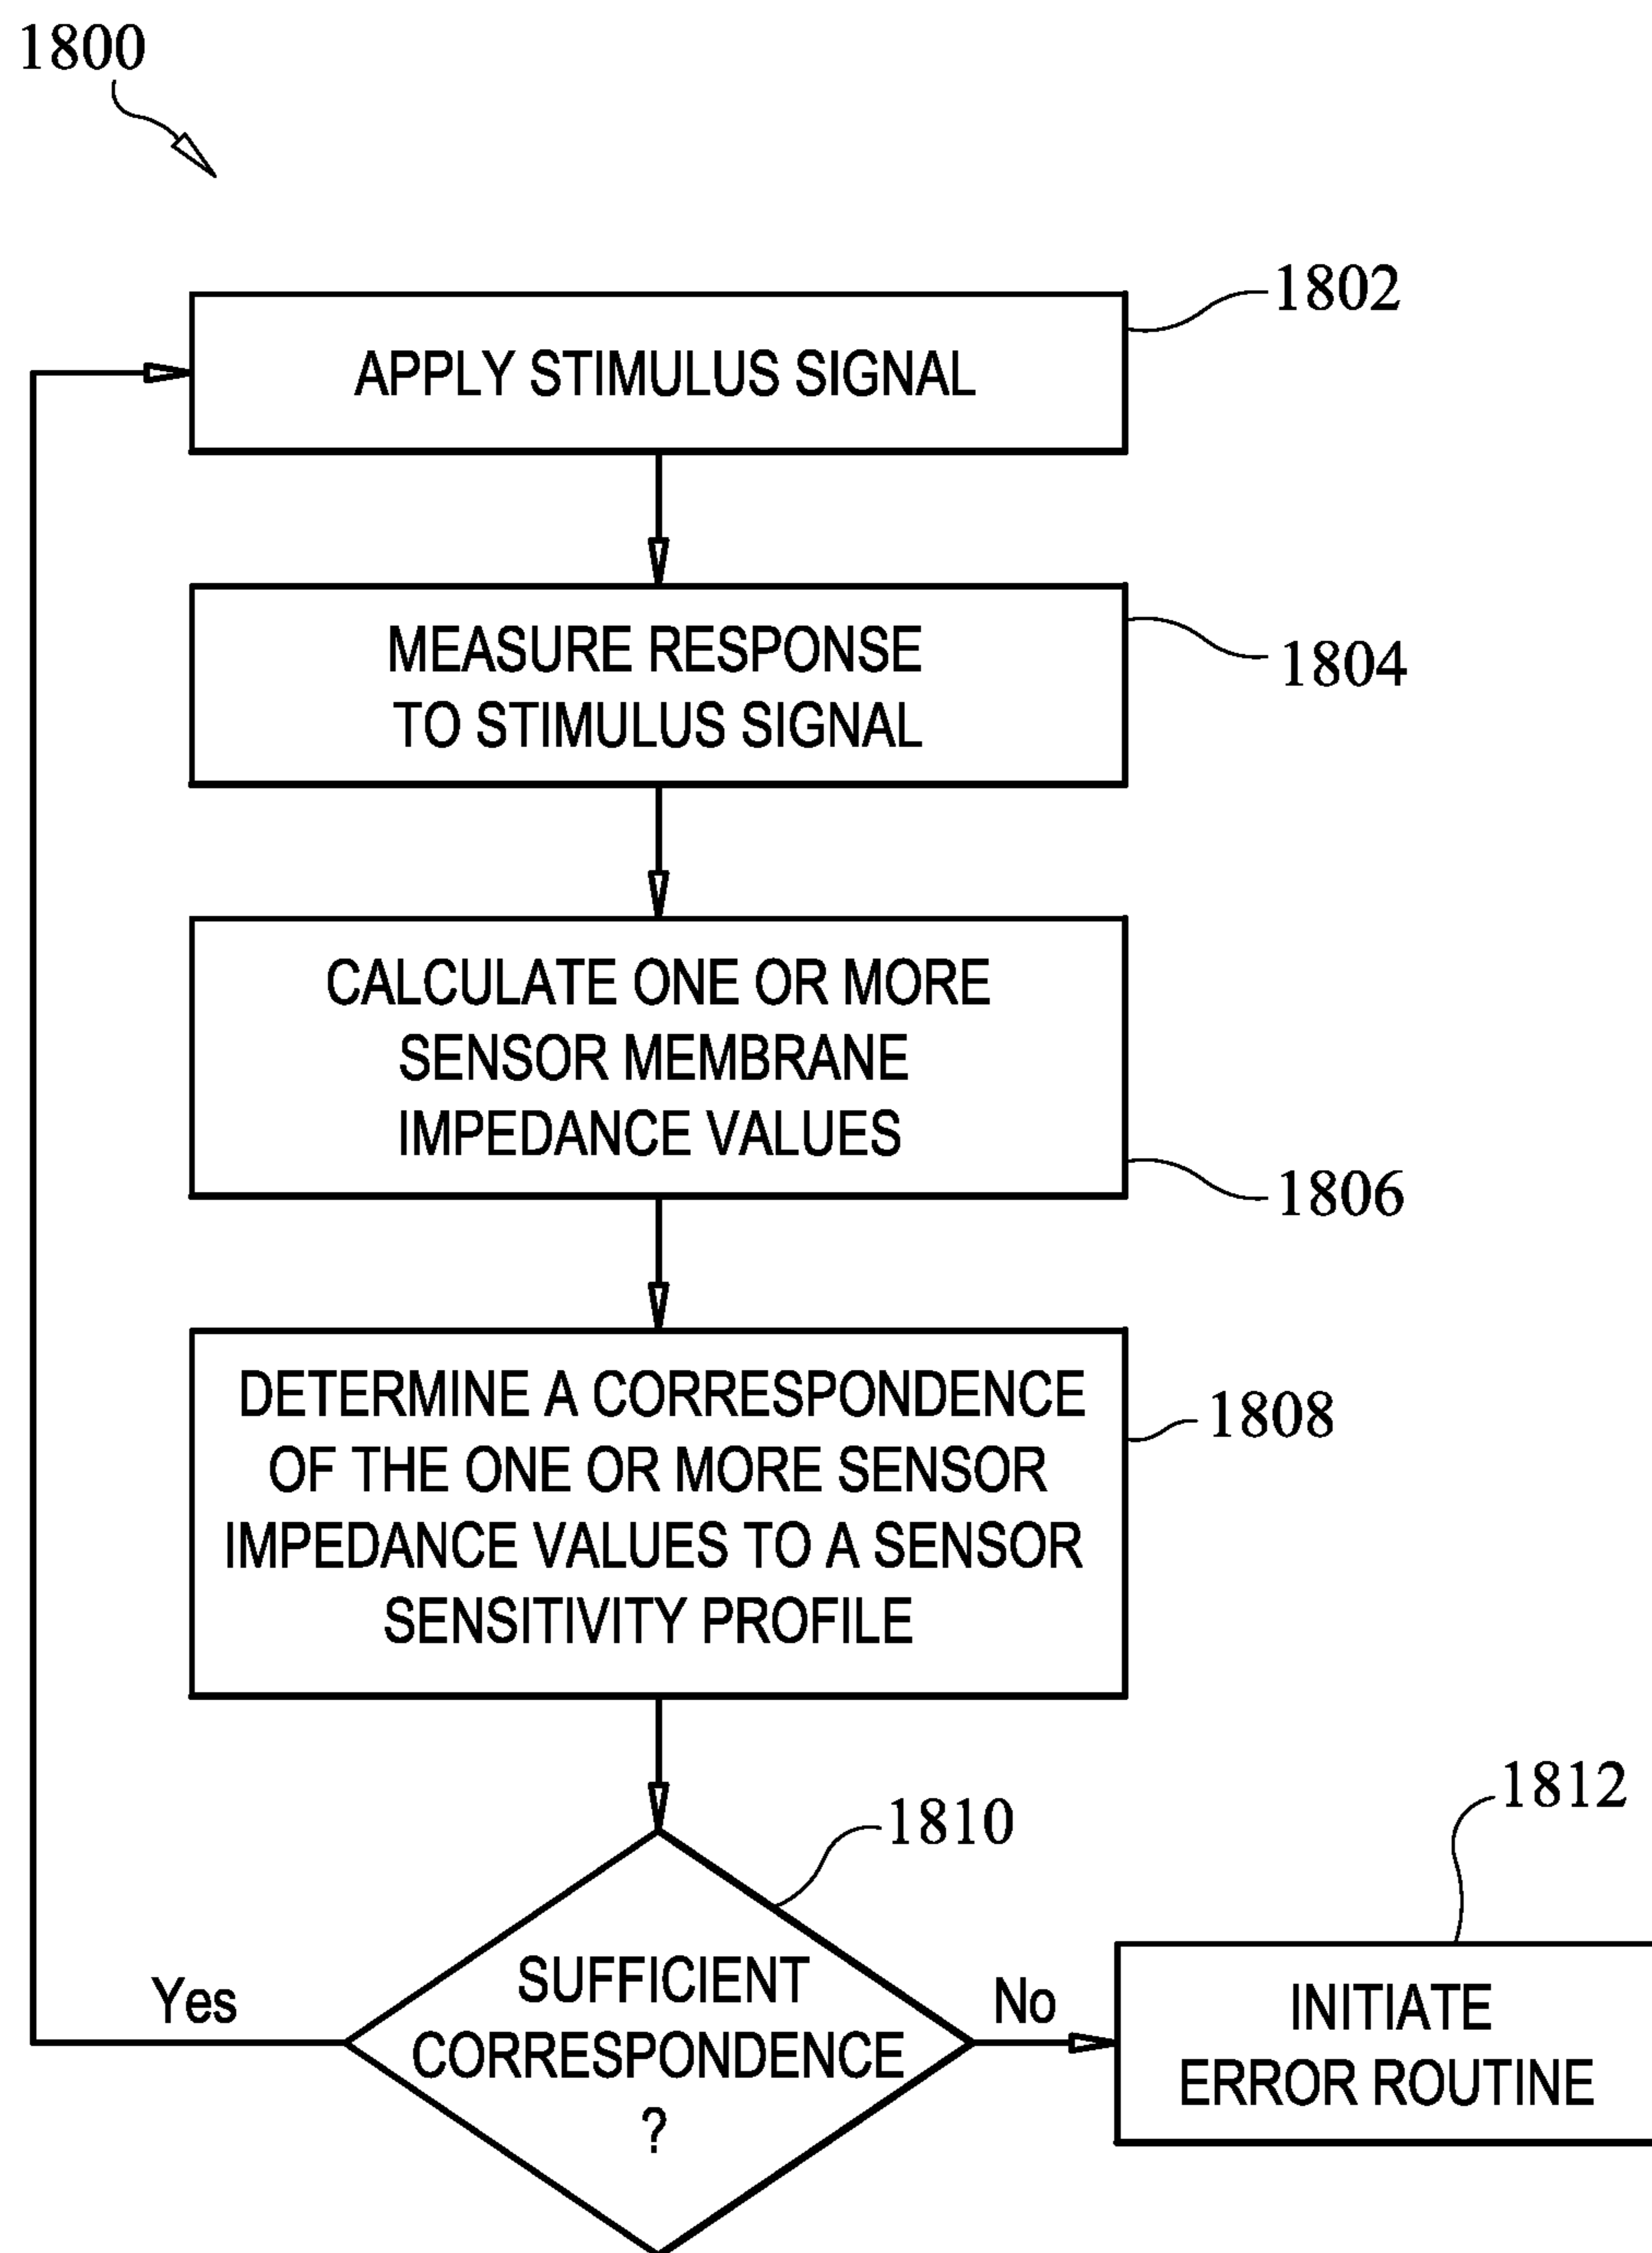 1800
1802
APPLY STIMULUS SIGNAL
MEASURE RESPONSE
TO STIMULUS SIGNAL
1804
CALCULATE ONE OR MORE
SENSOR MEMBRANE
IMPEDANCE VALUES
1806
DETERMINE A CORRESPONDENCE
OF THE ONE OR MORE SENSOR
IMPEDANCE VALUES TO A SENSOR
SENSITIVITY PROFILE
1808
1810
1812
SUFFICIENT
CORRESPONDENCE
?
Yes
No
INITIATE
ERROR ROUTINE